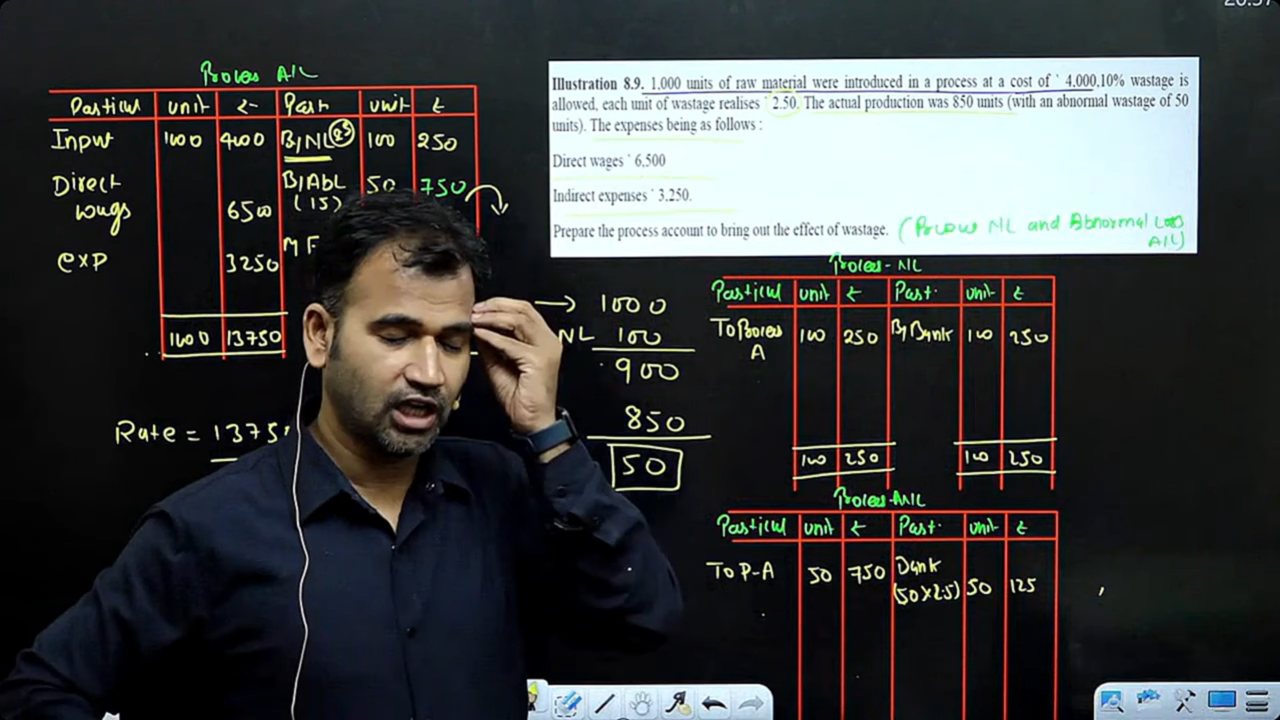 Process A/c
Particul unit ₹ Part unit ₹
Input 1000 4000 By NL 100 250
Direct wags 6500 By AbL (15) 50 750
exp 3250
1000 13750
Rate = 1375
Illustration 8.9. 1,000 units of raw material were introduced in a process at a cost of ` 4,000.10% wastage is
allowed, each unit of wastage realises ` 2.50. The actual production was 850 units (with an abnormal wastage of 50
units). The expenses being as follows :
Direct wages ` 6,500
Indirect expenses ` 3.250.
Prepare the process account to bring out the effect of wastage. (Process NL and Abnormal Loss
A/c)
→ 1000
NL 100
900
850
50
Process-NL
Particul unit ₹ Part. unit ₹
To Process A 100 250 By Bank 100 250
100 250 100 250
Process-ANL
Particul unit ₹ Part. unit ₹
To P-A 50 750 Bank (50×2.5) 50 125